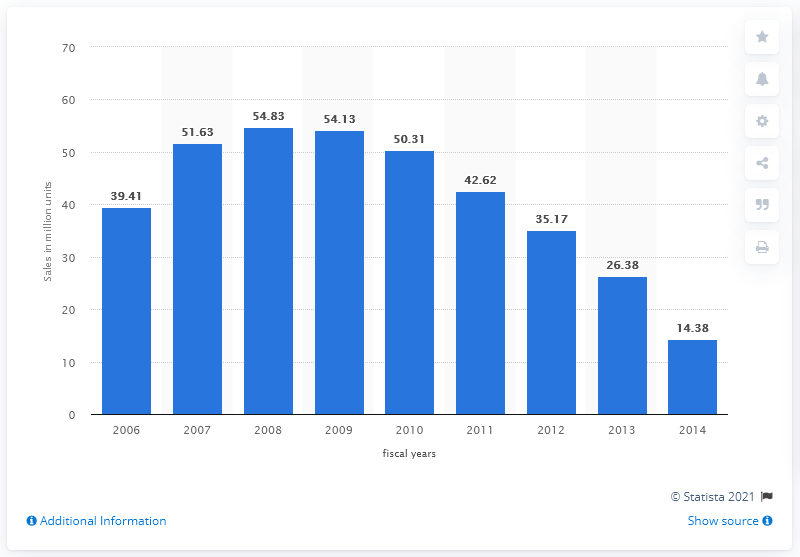 70
60
50
40
30
20
10
0
Sales in million units
39.41
51.63
54.83
54.13
50.31
42.62
35.17
26.38
14.38
2006 2007 2008 2009 2010 2011 2012 2013 2014
fiscal years
© Statista 2021
Additional Information
Show source